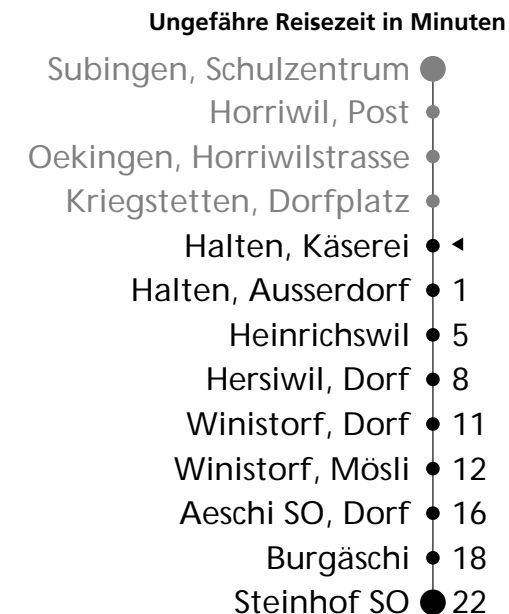 Ungefähre Reisezeit in Minuten
Subingen, Schulzentrum
Horriwil, Post
Oekingen, Horriwilstrasse
Kriegstetten, Dorfplatz
Halten, Käserei
Halten, Ausserdorf 1
Heinrichswil 5
Hersiwil, Dorf 8
Winistorf, Dorf 11
Winistorf, Mösli 12
Aeschi SO, Dorf 16
Burgäschi 18
Steinhof SO 22